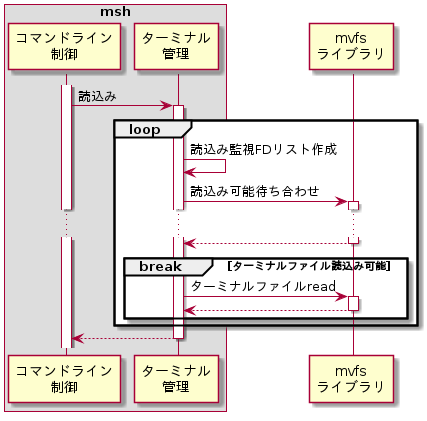 msh
コマンドライン
制御
ターミナル
管理
mvfs
ライブラリ
読込み
loop
読込み監視FDリスト作成
読込み可能待ち合わせ
break [ターミナルファイル読込み可能]
ターミナルファイルread
コマンドライン
制御
ターミナル
管理
mvfs
ライブラリ